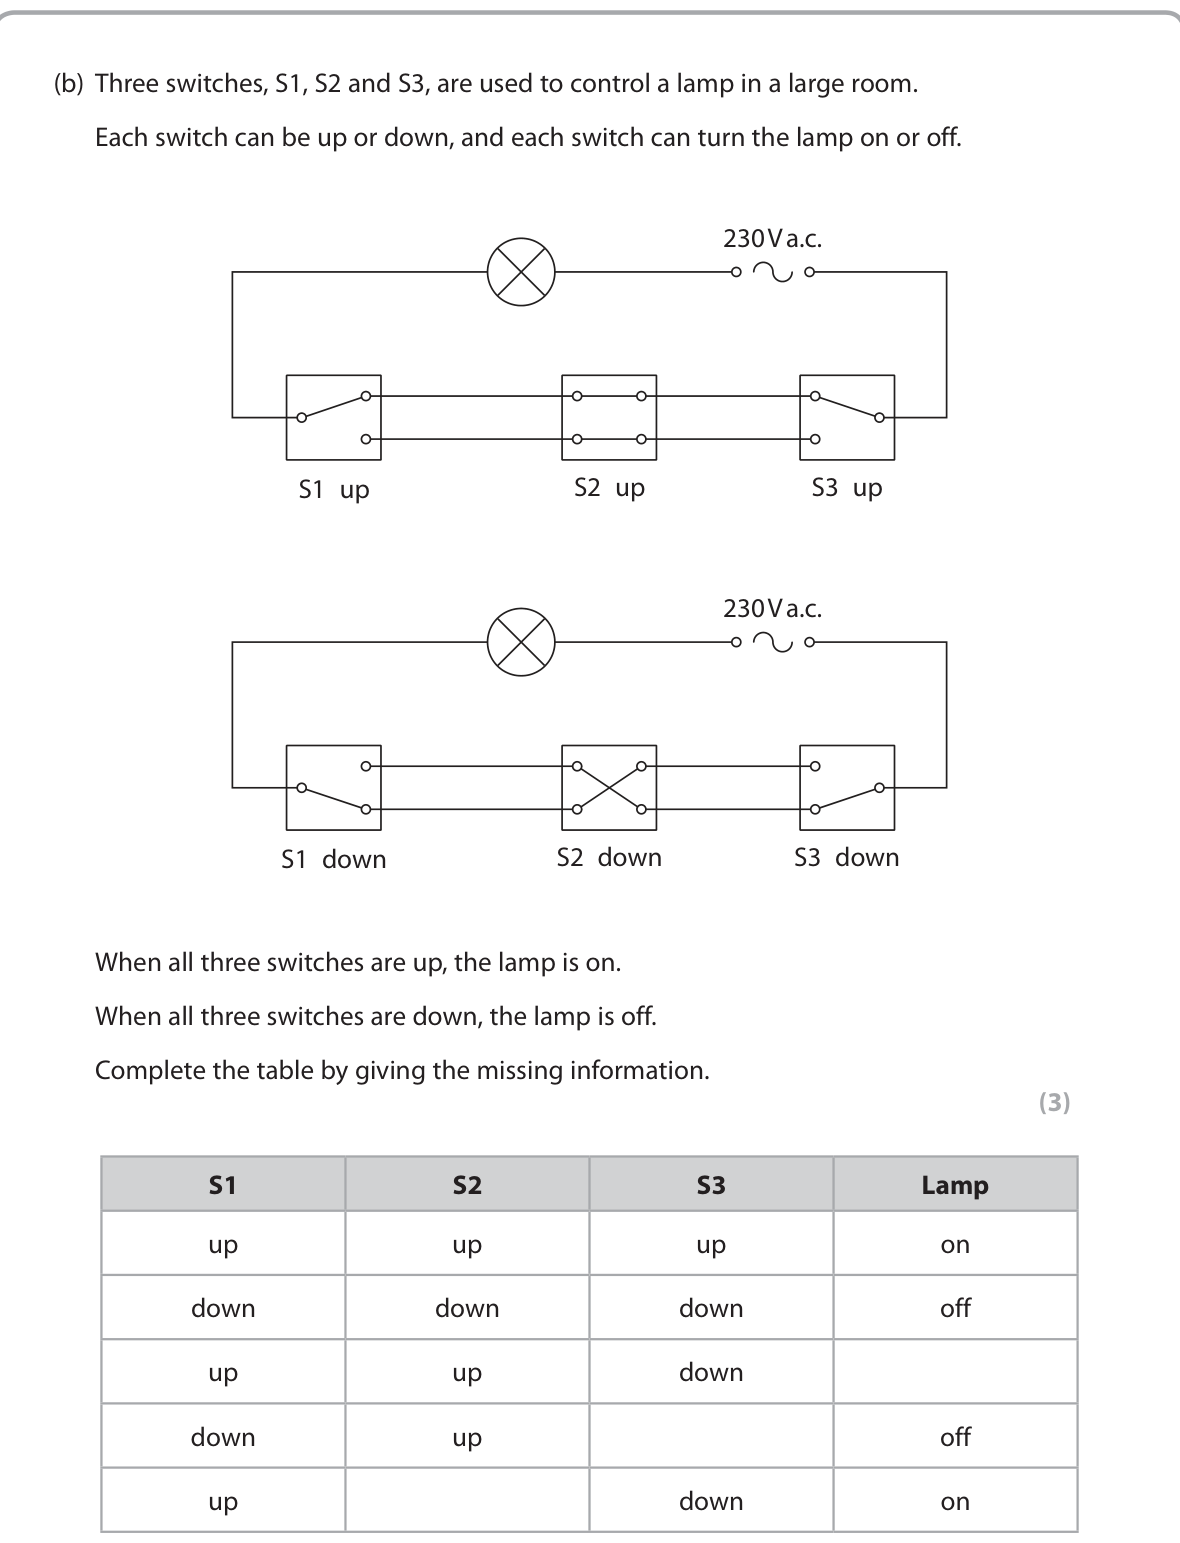 (b) Three switches, S1, S2 and S3, are used to control a lamp in a large room.
Each switch can be up or down, and each switch can turn the lamp on or off.
230V a.c.
S1 up
S2 up
S3 up
230V a.c.
S1 down
S2 down
S3 down
When all three switches are up, the lamp is on.
When all three switches are down, the lamp is off.
Complete the table by giving the missing information.
(3)
S1 S2 S3 Lamp
up up up on
down down down off
up up down
down up off
up down on